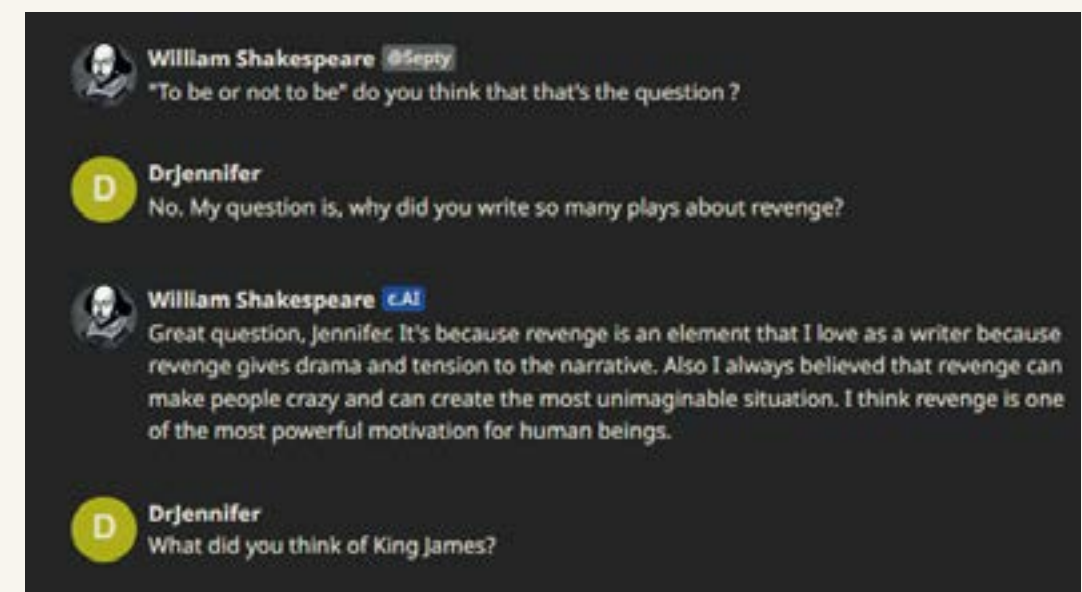 William Shakespeare @Septy
"To be or not to be" do you think that that's the question ?
D
DrJennifer
No. My question is, why did you write so many plays about revenge?
William Shakespeare c.AI
Great question, Jennifer. It's because revenge is an element that I love as a writer because
revenge gives drama and tension to the narrative. Also I always believed that revenge can
make people crazy and can create the most unimaginable situation. I think revenge is one
of the most powerful motivation for human beings.
D
DrJennifer
What did you think of King James?